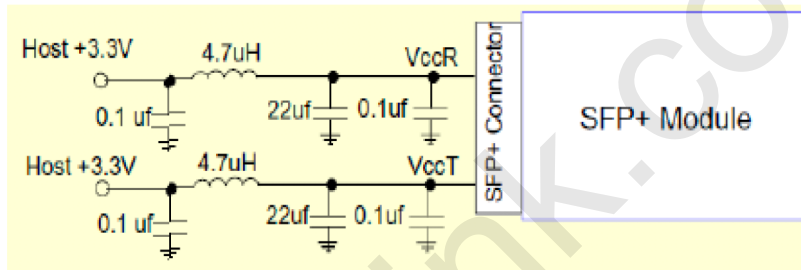 Host +3.3V
4.7uH
VccR
0.1 uf
22uf
0.1uf
Host +3.3V
4.7uH
VccT
0.1 uf
22uf
0.1uf
SFP+ Connector
SFP+ Module